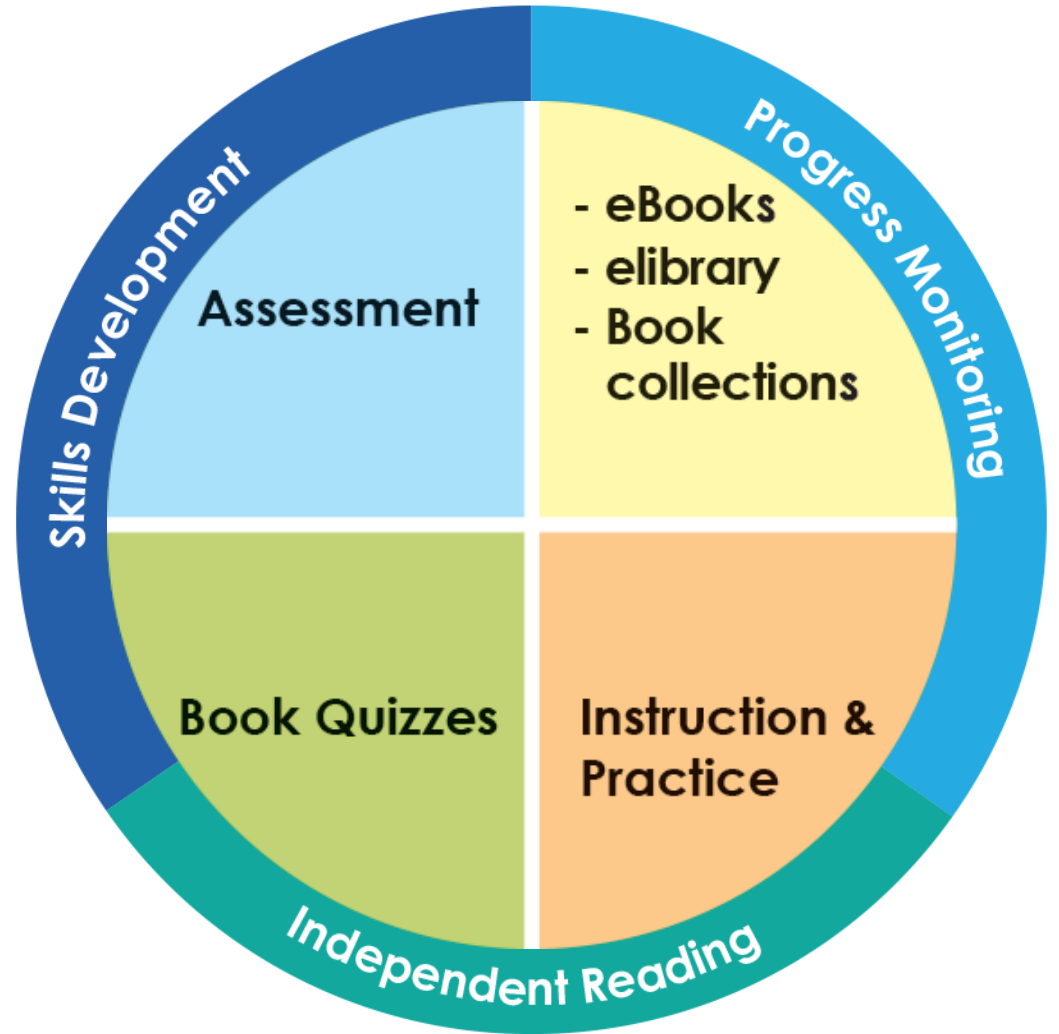 Skills Development
Progress Monitoring
Assessment
- eBooks
- elibrary
- Book
collections
Book Quizzes
Instruction &
Practice
Independent Reading